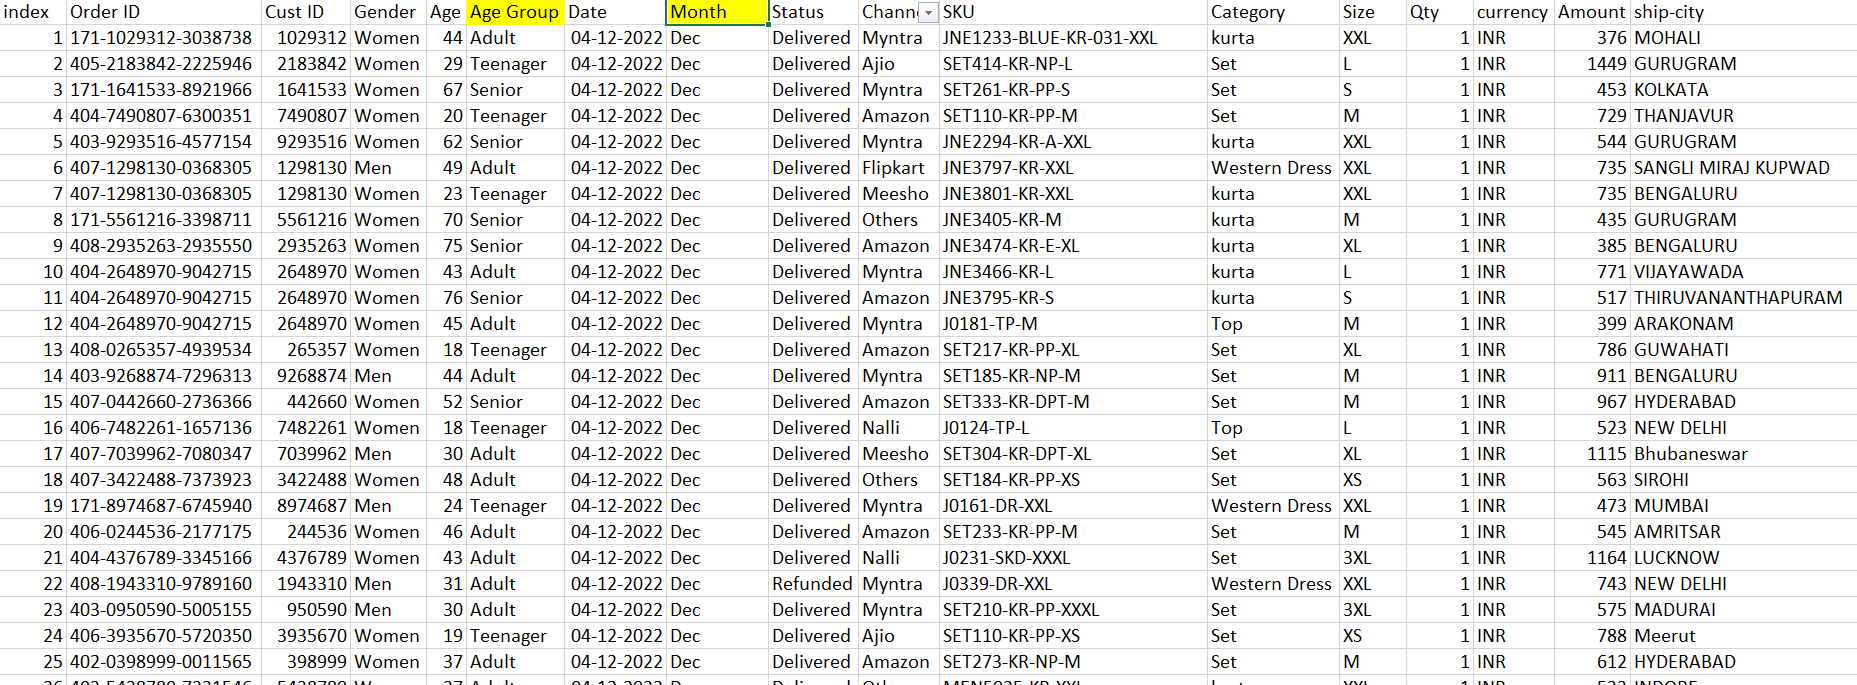 index Order ID Cust ID Gender Age Age Group Date Month Status Chann SKU Category Size Qty currency Amount ship-city
1 171-1029312-3038738 1029312 Women 44 Adult 04-12-2022 Dec Delivered Myntra JNE1233-BLUE-KR-031-XXL kurta XXL 1 INR 376 MOHALI
2 405-2183842-2225946 2183842 Women 29 Teenager 04-12-2022 Dec Delivered Ajio SET414-KR-NP-L Set L 1 INR 1449 GURUGRAM
3 171-1641533-8921966 1641533 Women 67 Senior 04-12-2022 Dec Delivered Myntra SET261-KR-PP-S Set S 1 INR 453 KOLKATA
4 404-7490807-6300351 7490807 Women 20 Teenager 04-12-2022 Dec Delivered Amazon SET110-KR-PP-M Set M 1 INR 729 THANJAVUR
5 403-9293516-4577154 9293516 Women 62 Senior 04-12-2022 Dec Delivered Myntra JNE2294-KR-A-XXL kurta XXL 1 INR 544 GURUGRAM
6 407-1298130-0368305 1298130 Men 49 Adult 04-12-2022 Dec Delivered Flipkart JNE3797-KR-XXL Western Dress XXL 1 INR 735 SANGLI MIRAJ KUPWAD
7 407-1298130-0368305 1298130 Women 23 Teenager 04-12-2022 Dec Delivered Meesho JNE3801-KR-XXL kurta XXL 1 INR 735 BENGALURU
8 171-5561216-3398711 5561216 Women 70 Senior 04-12-2022 Dec Delivered Others JNE3405-KR-M kurta M 1 INR 435 GURUGRAM
9 408-2935263-2935550 2935263 Women 75 Senior 04-12-2022 Dec Delivered Amazon JNE3474-KR-E-XL kurta XL 1 INR 385 BENGALURU
10 404-2648970-9042715 2648970 Women 43 Adult 04-12-2022 Dec Delivered Myntra JNE3466-KR-L kurta L 1 INR 771 VIJAYAWADA
11 404-2648970-9042715 2648970 Women 76 Senior 04-12-2022 Dec Delivered Amazon JNE3795-KR-S kurta S 1 INR 517 THIRUVANANTHAPURAM
12 404-2648970-9042715 2648970 Women 45 Adult 04-12-2022 Dec Delivered Myntra J0181-TP-M Top M 1 INR 399 ARAKONAM
13 408-0265357-4939534 265357 Women 18 Teenager 04-12-2022 Dec Delivered Amazon SET217-KR-PP-XL Set XL 1 INR 786 GUWAHATI
14 403-9268874-7296313 9268874 Men 44 Adult 04-12-2022 Dec Delivered Myntra SET185-KR-NP-M Set M 1 INR 911 BENGALURU
15 407-0442660-2736366 442660 Women 52 Senior 04-12-2022 Dec Delivered Amazon SET333-KR-DPT-M Set M 1 INR 967 HYDERABAD
16 406-7482261-1657136 7482261 Women 18 Teenager 04-12-2022 Dec Delivered Nalli J0124-TP-L Top L 1 INR 523 NEW DELHI
17 407-7039962-7080347 7039962 Men 30 Adult 04-12-2022 Dec Delivered Meesho SET304-KR-DPT-XL Set XL 1 INR 1115 Bhubaneswar
18 407-3422488-7373923 3422488 Women 48 Adult 04-12-2022 Dec Delivered Others SET184-KR-PP-XS Set XS 1 INR 563 SIROHI
19 171-8974687-6745940 8974687 Men 24 Teenager 04-12-2022 Dec Delivered Myntra J0161-DR-XXL Western Dress XXL 1 INR 473 MUMBAI
20 406-0244536-2177175 244536 Women 46 Adult 04-12-2022 Dec Delivered Amazon SET233-KR-PP-M Set M 1 INR 545 AMRITSAR
21 404-4376789-3345166 4376789 Women 43 Adult 04-12-2022 Dec Delivered Nalli J0231-SKD-XXXL Set 3XL 1 INR 1164 LUCKNOW
22 408-1943310-9789160 1943310 Men 31 Adult 04-12-2022 Dec Refunded Myntra J0339-DR-XXL Western Dress XXL 1 INR 743 NEW DELHI
23 403-0950590-5005155 950590 Men 30 Adult 04-12-2022 Dec Delivered Myntra SET210-KR-PP-XXXL Set 3XL 1 INR 575 MADURAI
24 406-3935670-5720350 3935670 Women 19 Teenager 04-12-2022 Dec Delivered Ajio SET110-KR-PP-XS Set XS 1 INR 788 Meerut
25 402-0398999-0011565 398999 Women 37 Adult 04-12-2022 Dec Delivered Amazon SET273-KR-NP-M Set M 1 INR 612 HYDERABAD